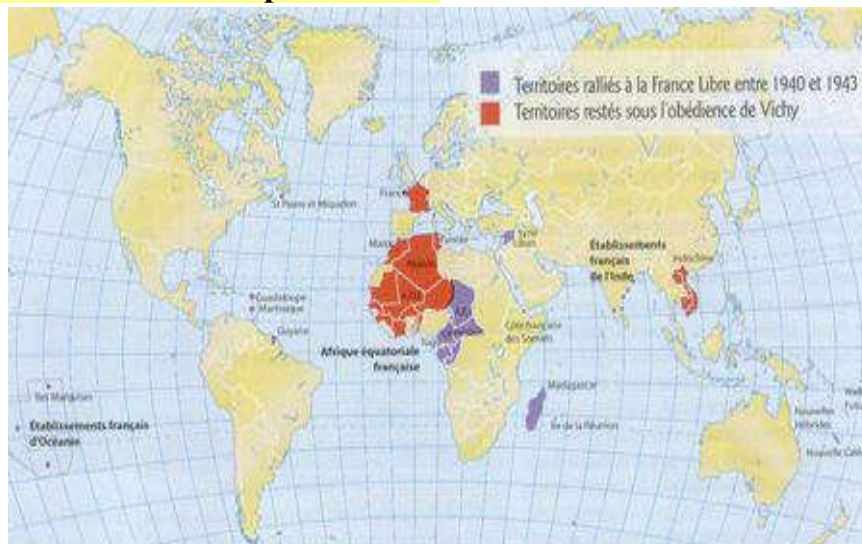 Territoires ralliés à la France Libre entre 1940 et 1943
Territoires restés sous l'obédience de Vichy
St Pierre et Miquelon
France
Maroc
Tunisie
Syrie
Liban
Établissements
français
de l'Inde
Indochine
Guadeloupe
Martinique
Guyane
Afrique équatoriale
française
Côte française
des Somalis
Madagascar
Île de la Réunion
Iles Marquises
Établissements français
d'Océanie
Nouvelles
Hébrides